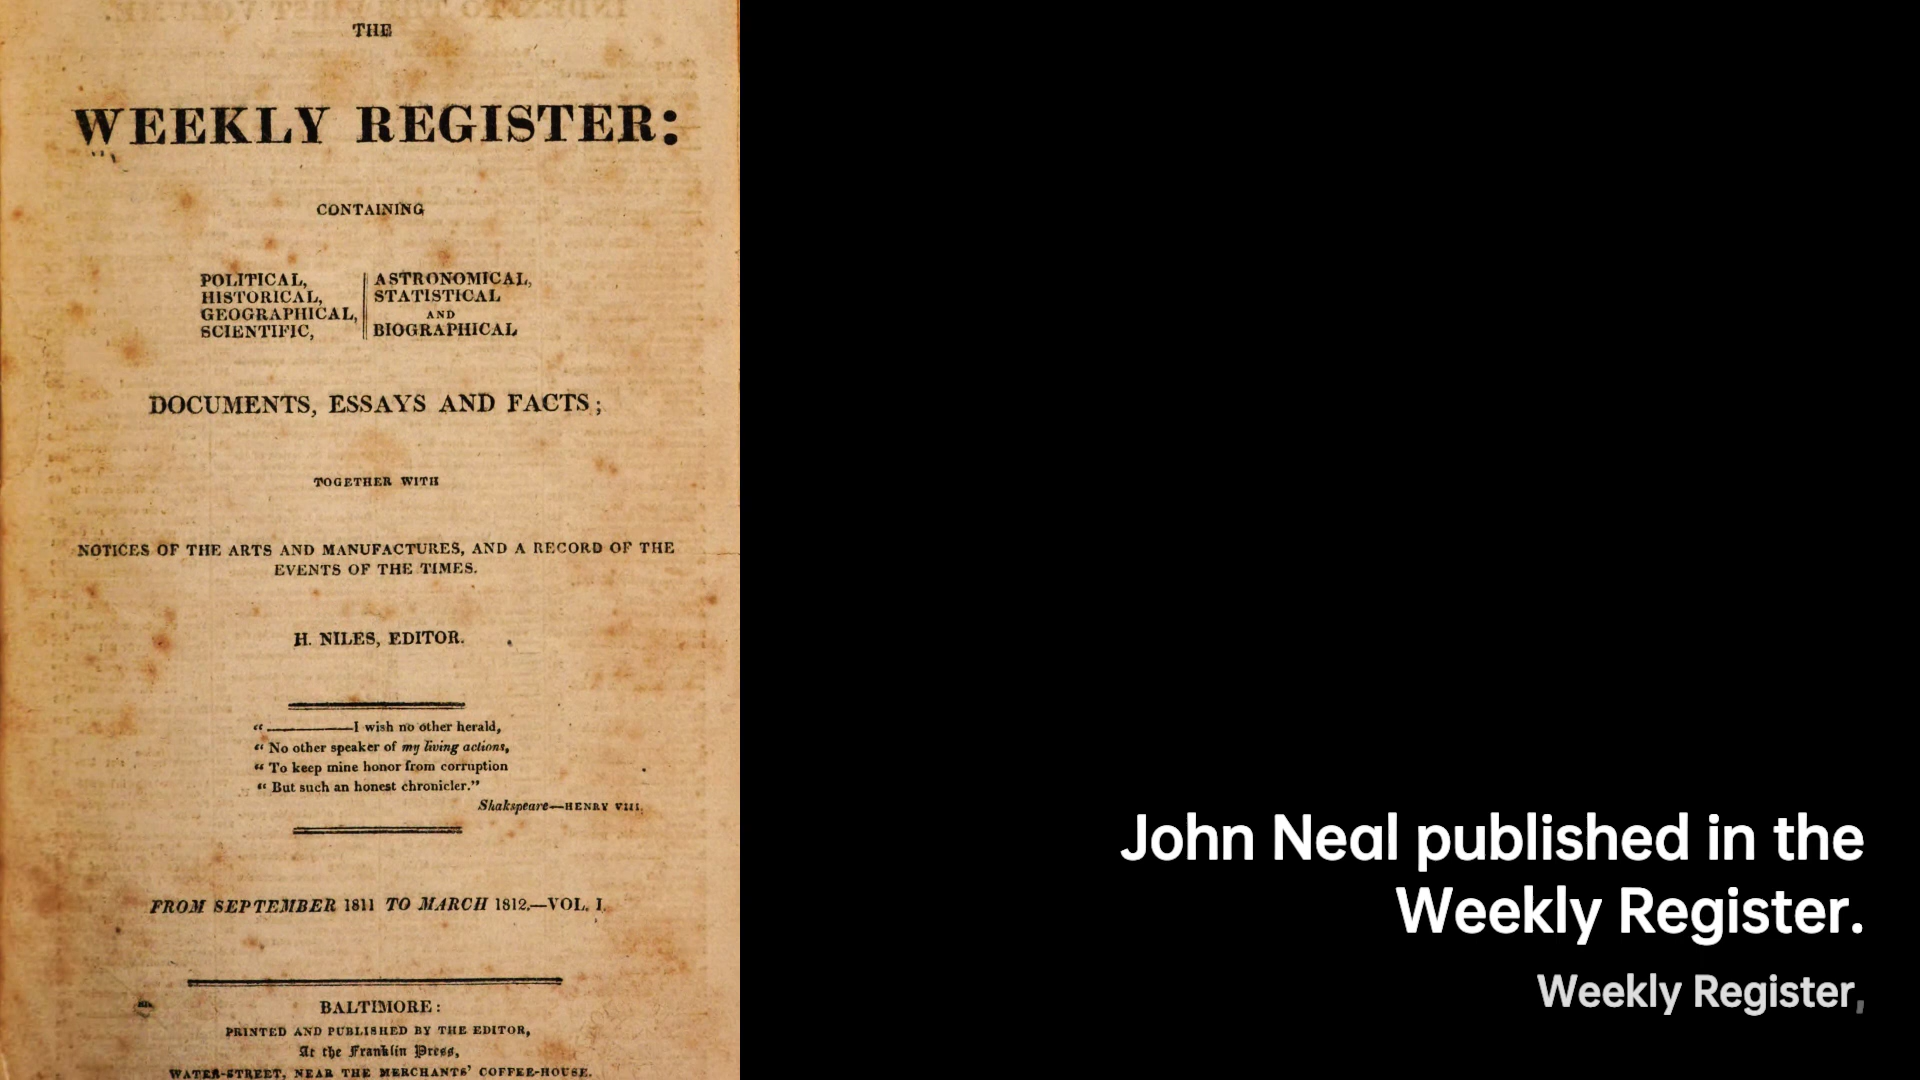 THE
WEEKLY REGISTER:
CONTAINING
POLITICAL,
HISTORICAL,
GEOGRAPHICAL,
SCIENTIFIC,
ASTRONOMICAL,
STATISTICAL
AND
BIOGRAPHICAL
DOCUMENTS, ESSAYS AND FACTS;
TOGETHER WITH
NOTICES OF THE ARTS AND MANUFACTURES, AND A RECORD OF THE
EVENTS OF THE TIMES.
H. NILES, EDITOR.
“ ————I wish no other herald,
“ No other speaker of my living actions,
“ To keep mine honor from corruption
“ But such an honest chronicler.”
Shakspeare—HENRY VIII.
FROM SEPTEMBER 1811 TO MARCH 1812.—VOL. I.
BALTIMORE:
PRINTED AND PUBLISHED BY THE EDITOR,
At the Franklin Press,
WATER-STREET, NEAR THE MERCHANTS' COFFEE-HOUSE.
John Neal published in the
Weekly Register.
Weekly Register,